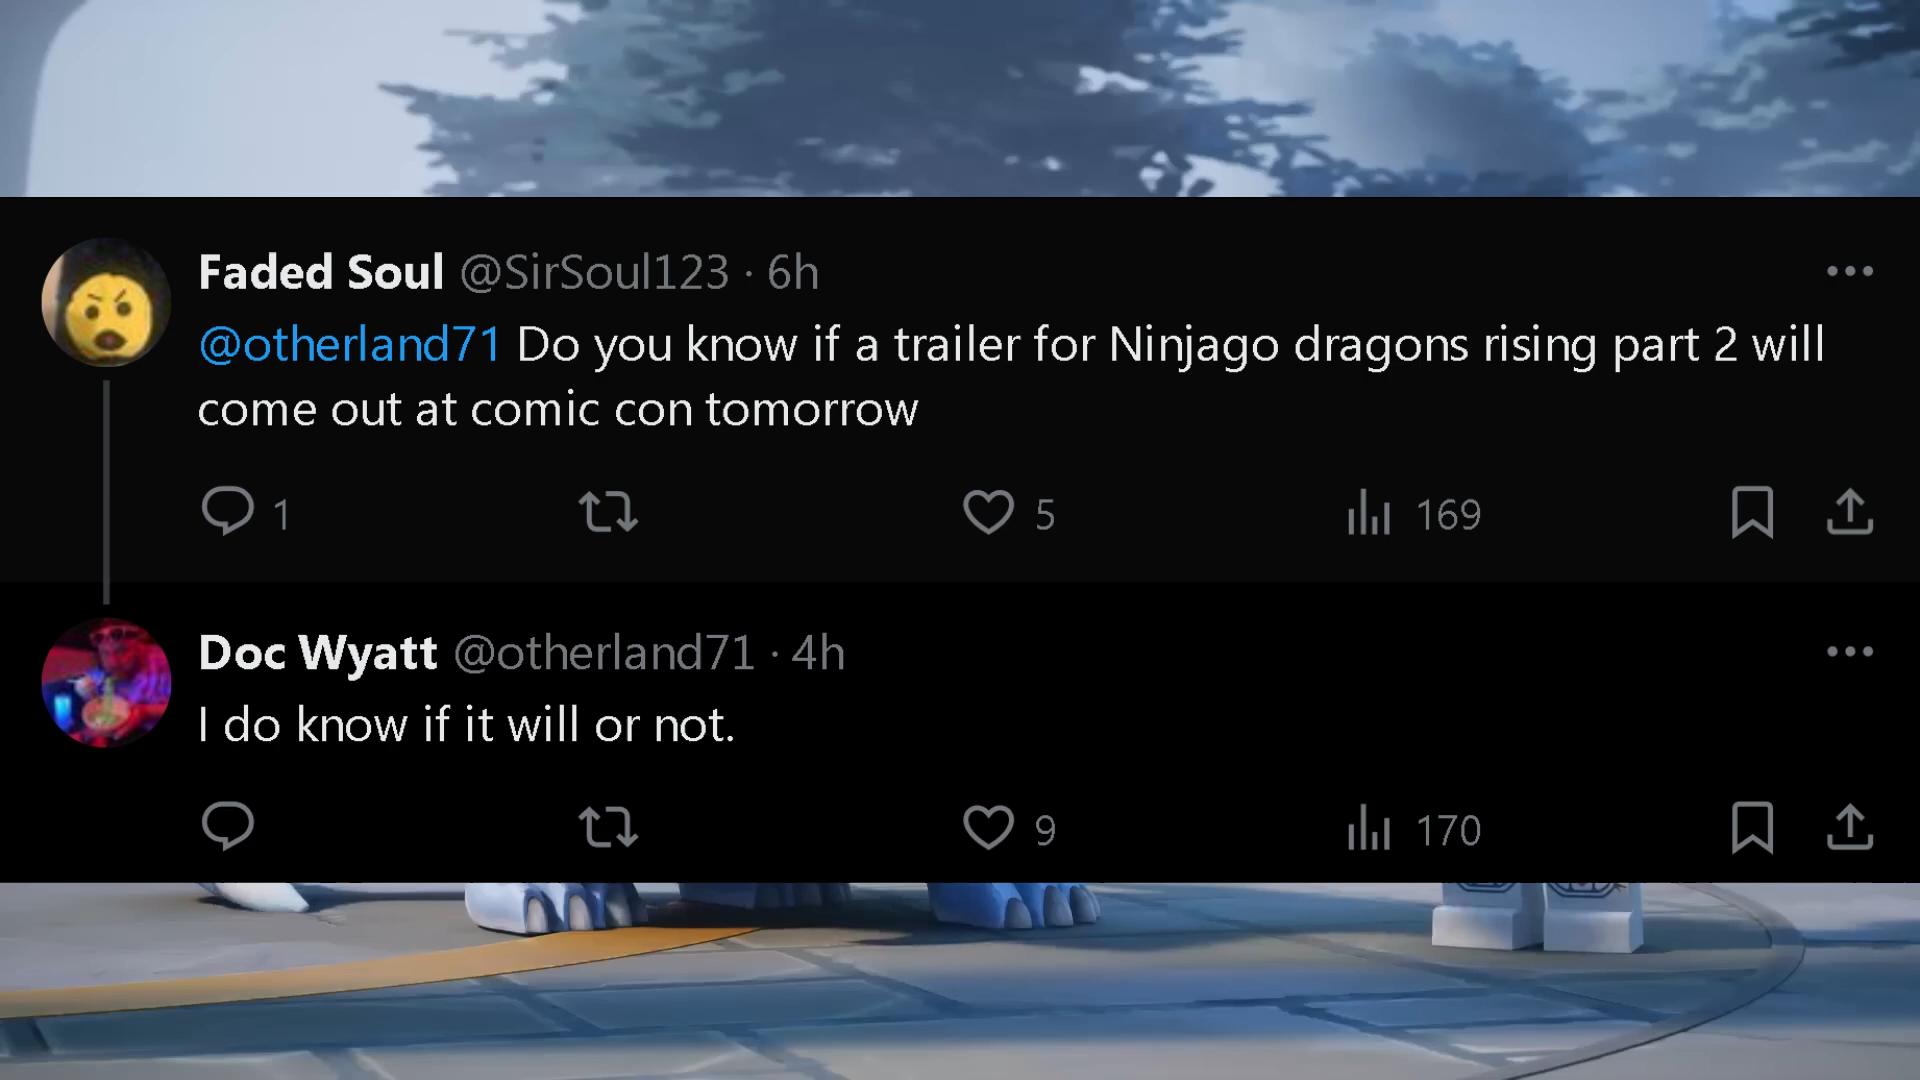 Faded Soul @SirSoul123 · 6h
@otherland71 Do you know if a trailer for Ninjago dragons rising part 2 will
come out at comic con tomorrow
1 5 169
Doc Wyatt @otherland71 · 4h
I do know if it will or not.
9 170